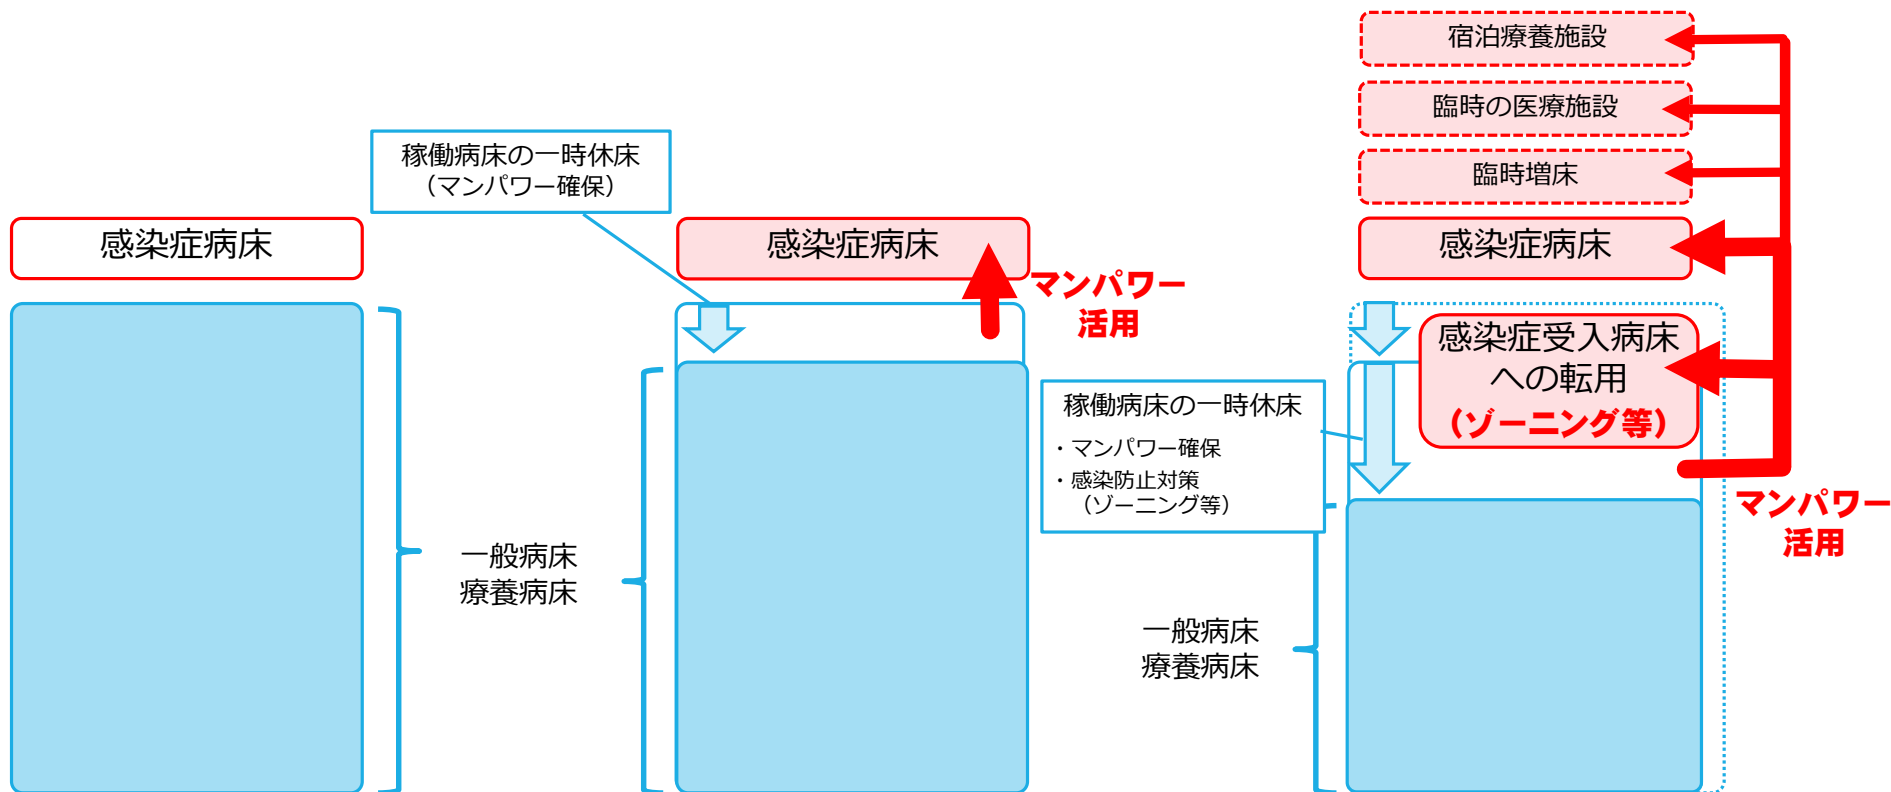 宿泊療養施設
臨時の医療施設
臨時増床
稼働病床の一時休床
（マンパワー確保）
感染症病床
感染症病床
感染症病床
マンパワー
活用
感染症受入病床
への転用
（ゾーニング等）
稼働病床の一時休床
・マンパワー確保
・感染防止対策
（ゾーニング等）
マンパワー
活用
一般病床
療養病床
一般病床
療養病床